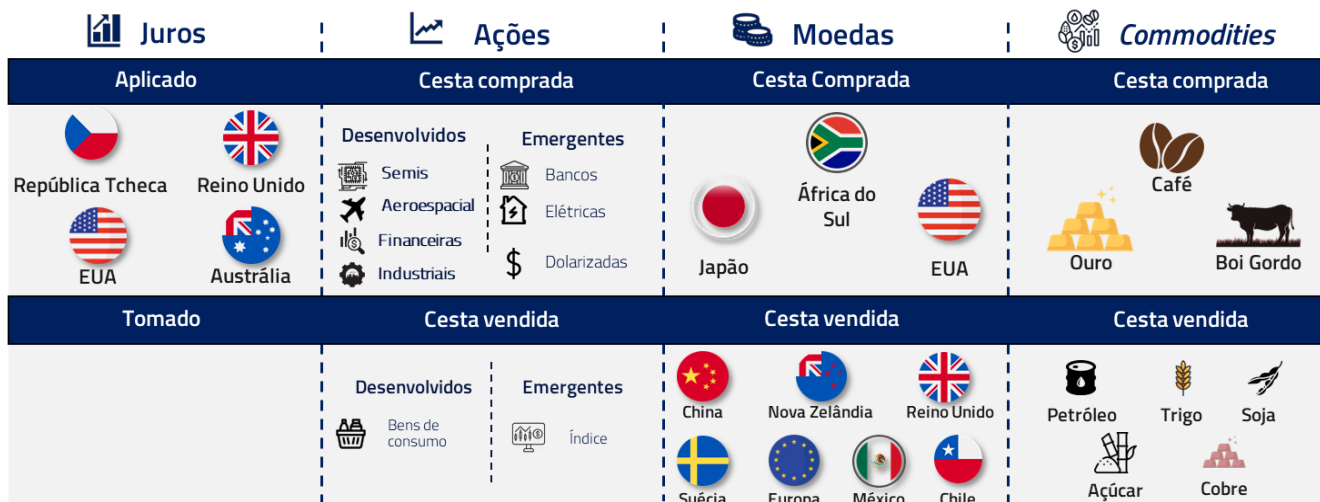 Juros
Ações
Moedas
Commodities
Aplicado
Cesta comprada
Cesta Comprada
Cesta comprada
República Tcheca
Reino Unido
EUA
Austrália
Desenvolvidos
Semis
Aeroespacial
Financeiras
Industriais
Emergentes
Bancos
Elétricas
$
Dolarizadas
Japão
África do
Sul
EUA
Café
Ouro
Boi Gordo
Tomado
Cesta vendida
Cesta vendida
Cesta vendida
Desenvolvidos
Bens de
consumo
Emergentes
Índice
China
Nova Zelândia
Reino Unido
Suécia
Europa
México
Chile
Petróleo
Trigo
Soja
Açúcar
Cobre